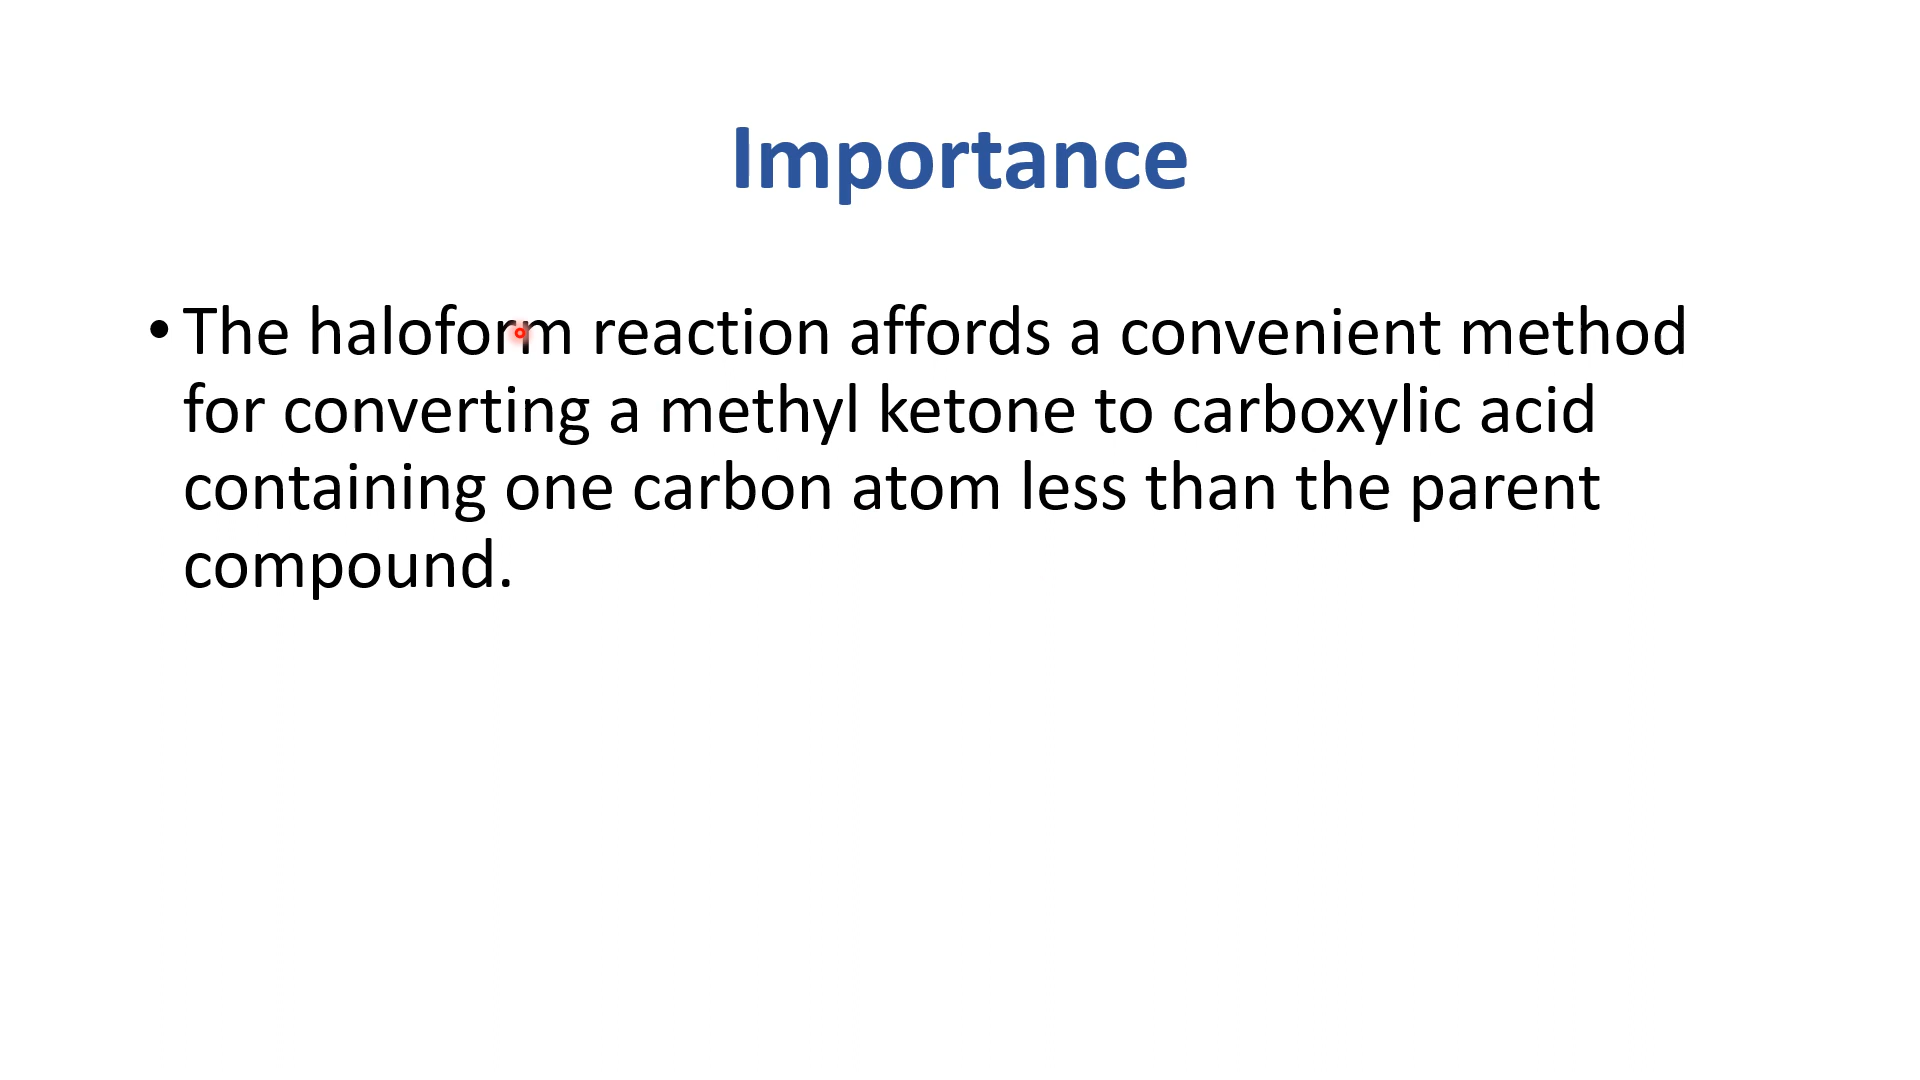 Importance
• The haloform reaction affords a convenient method
for converting a methyl ketone to carboxylic acid
containing one carbon atom less than the parent
compound.